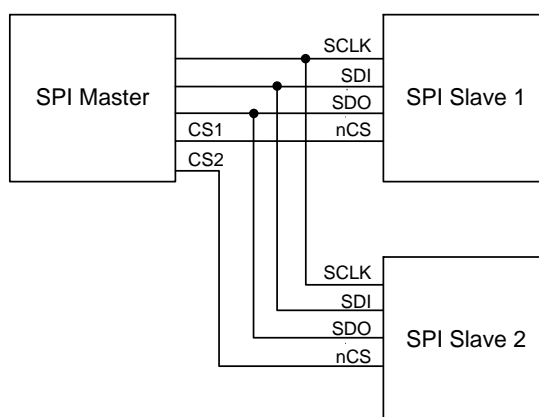 SPI Master
SCLK
SDI
SDO
nCS
CS1
CS2
SPI Slave 1
SCLK
SDI
SDO
nCS
SPI Slave 2